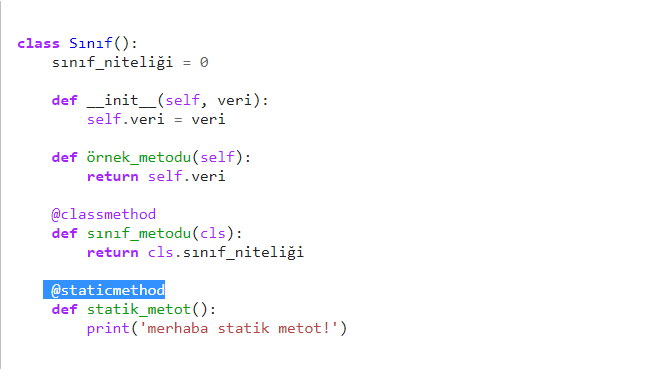 class Sınıf():
    sınıf_niteliği = 0
    def __init__(self, veri):
        self.veri = veri
    def örnek_metodu(self):
        return self.veri
    @classmethod
    def sınıf_metodu(cls):
        return cls.sınıf_niteliği
    @staticmethod
    def statik_metot():
        print('merhaba statik metot!')